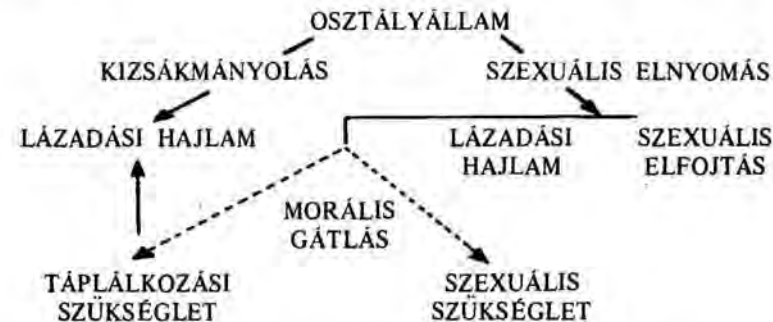 OSZTÁLYÁLLAM
KIZSÁKMÁNYOLÁS SZEXUÁLIS ELNYOMÁS
LÁZADÁSI HAJLAM LÁZADÁSI SZEXUÁLIS
HAJLAM ELFOJTÁS
MORÁLIS
GÁTLÁS
TÁPLÁLKOZÁSI SZEXUÁLIS
SZÜKSÉGLET SZÜKSÉGLET